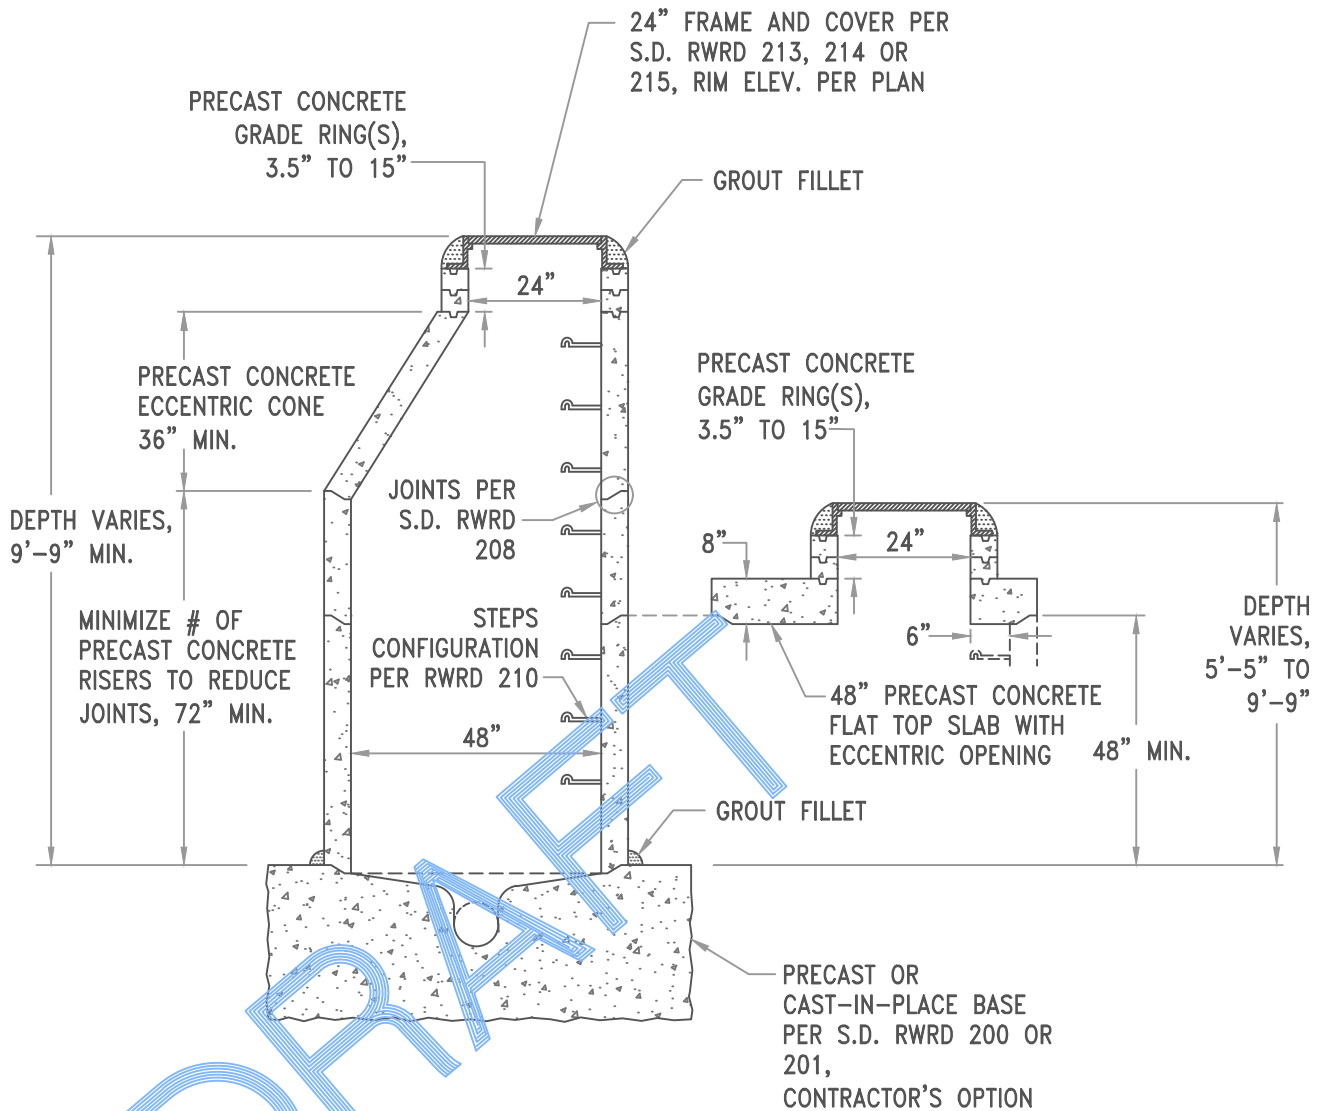 24” FRAME AND COVER PER
S.D. RWRD 213, 214 OR
215, RIM ELEV. PER PLAN
PRECAST CONCRETE
GRADE RING(S),
3.5” TO 15”
GROUT FILLET
24”
PRECAST CONCRETE
ECCENTRIC CONE
36” MIN.
PRECAST CONCRETE
GRADE RING(S),
3.5” TO 15”
JOINTS PER
S.D. RWRD
208
DEPTH VARIES,
9’-9” MIN.
8”
24”
MINIMIZE # OF
PRECAST CONCRETE
RISERS TO REDUCE
JOINTS, 72” MIN.
STEPS
CONFIGURATION
PER RWRD 210
6”
DEPTH
VARIES,
5’-5” TO
9’-9”
48” PRECAST CONCRETE
FLAT TOP SLAB WITH
ECCENTRIC OPENING
48” MIN.
48”
GROUT FILLET
PRECAST OR
CAST-IN-PLACE BASE
PER S.D. RWRD 200 OR
201,
CONTRACTOR’S OPTION
DRAFT